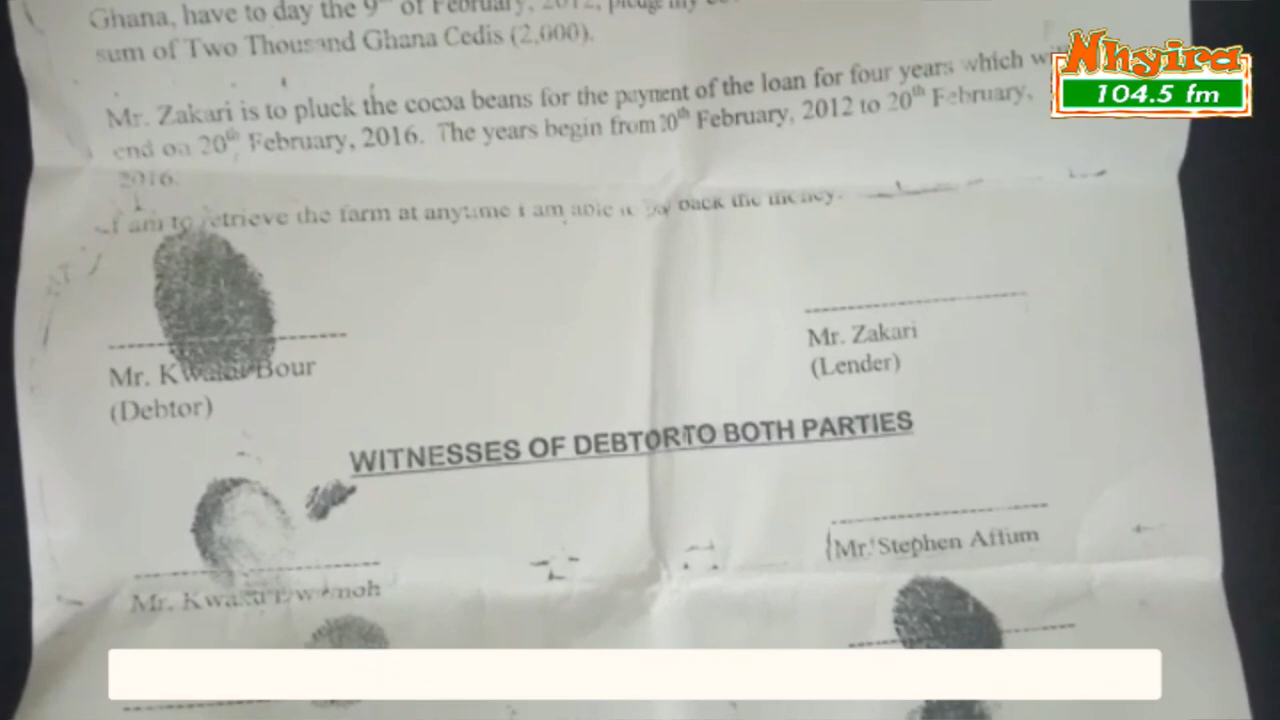 Ghana, have to day the 9th of February, 2012, pledge my
sum of Two Thousand Ghana Cedis (2,000).
Nhyira
104.5 fm
Mr. Zakari is to pluck the cocoa beans for the payment of the loan for four years which
end on 20th February, 2016. The years begin from 20th February, 2012 to 20th February,
2016.
I am to retrieve the farm at anytime I am able to pay back the money.
Mr. Bour
(Debtor)
Mr. Zakari
(Lender)
WITNESSES OF DEBTORTO BOTH PARTIES
Mr. Stephen Affum
Mr.